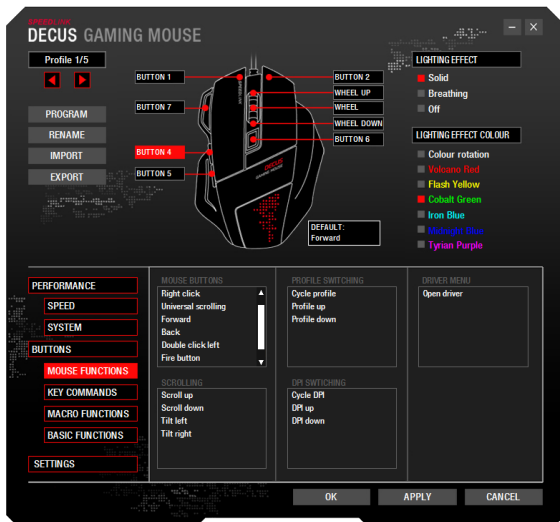 SPEEDLINK
DECUS GAMING MOUSE
Profile 1/5
PROGRAM
RENAME
IMPORT
EXPORT
BUTTON 1
BUTTON 7
BUTTON 4
BUTTON 5
BUTTON 2
WHEEL UP
WHEEL
WHEEL DOWN
BUTTON 6
DECUS
GAMING MOUSE
DEFAULT:
Forward
LIGHTING EFFECT
Solid
Breathing
Off
LIGHTING EFFECT COLOUR
Colour rotation
Volcano Red
Flash Yellow
Cobalt Green
Iron Blue
Midnight Blue
Tyrian Purple
PERFORMANCE
SPEED
SYSTEM
BUTTONS
MOUSE FUNCTIONS
KEY COMMANDS
MACRO FUNCTIONS
BASIC FUNCTIONS
SETTINGS
MOUSE BUTTONS
Right click
Universal scrolling
Forward
Back
Double click left
Fire button
SCROLLING
Scroll up
Scroll down
Tilt left
Tilt right
PROFILE SWITCHING
Cycle profile
Profile up
Profile down
DPI SWTICHING
Cycle DPI
DPI up
DPI down
DRIVER MENU
Open driver
OK
APPLY
CANCEL